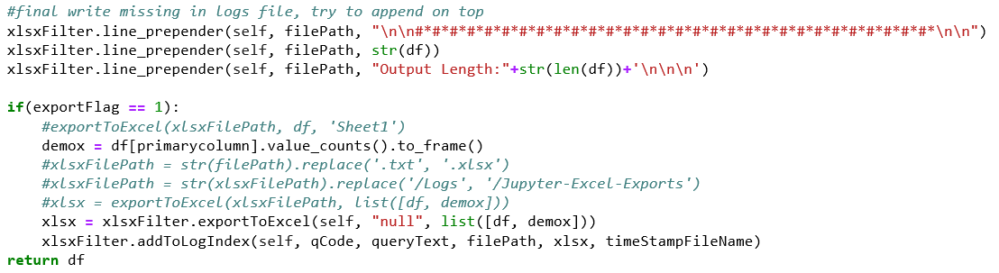 #final write missing in logs file, try to append on top
xlsxFilter.line_prepender(self, filePath, "\n\n#*#*#*#*#*#*#*#*#*#*#*#*#*#*#*#*#*#*#*#*#*#*#*#*#*#*#*#*#*#*\n\n")
xlsxFilter.line_prepender(self, filePath, str(df))
xlsxFilter.line_prepender(self, filePath, "Output Length:"+str(len(df))+'\n\n\n')
if(exportFlag == 1):
    #exportToExcel(xlsxFilePath, df, 'Sheet1')
    demox = df[primarycolumn].value_counts().to_frame()
    #xlsxFilePath = str(filePath).replace('.txt', '.xlsx')
    #xlsxFilePath = str(xlsxFilePath).replace('/Logs', '/Jupyter-Excel-Exports')
    #xlsx = exportToExcel(xlsxFilePath, list([df, demox]))
    xlsx = xlsxFilter.exportToExcel(self, "null", list([df, demox]))
    xlsxFilter.addToLogIndex(self, qCode, queryText, filePath, xlsx, timeStampFileName)
return df